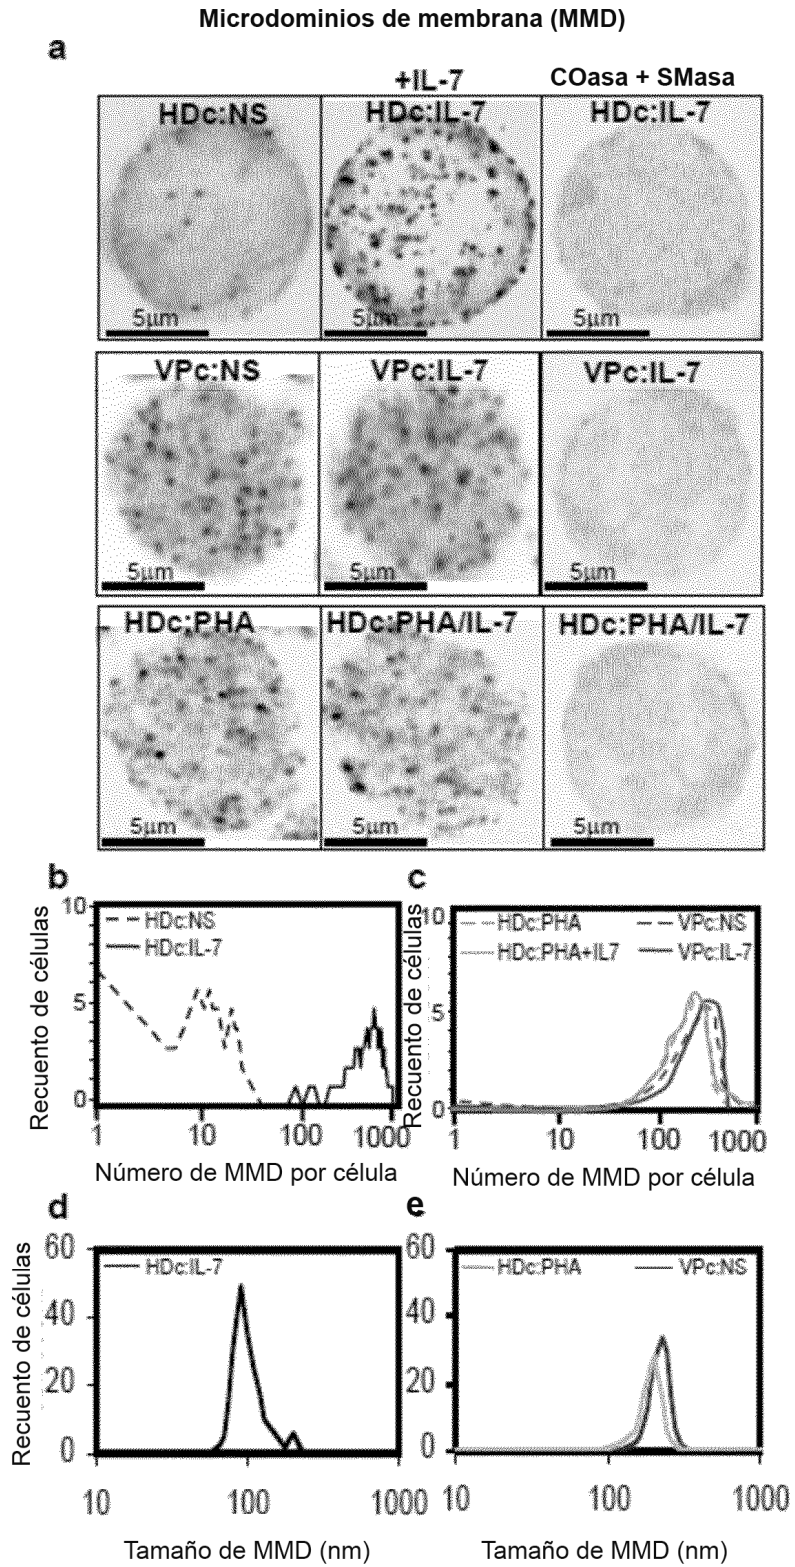 Microdominios de membrana (MMD)
a
+IL-7 COasa + SMasa
HDc:NS HDc:IL-7 HDc:IL-7
5µm 5µm 5µm
VPc:NS VPc:IL-7 VPc:IL-7
5µm 5µm 5µm
HDc:PHA HDc:PHA/IL-7 HDc:PHA/IL-7
5µm 5µm 5µm
b
Recuento de células
10
5
0
HDc:NS
HDc:IL-7
1 10 100 1000
Número de MMD por célula
c
Recuento de células
10
5
0
HDc:PHA VPc:NS
HDc:PHA+IL7 VPc:IL-7
1 10 100 1000
Número de MMD por célula
d
Recuento de células
60
40
20
0
HDc:IL-7
10 100 1000
Tamaño de MMD (nm)
e
60
40
20
0
HDc:PHA VPc:NS
10 100 1000
Tamaño de MMD (nm)